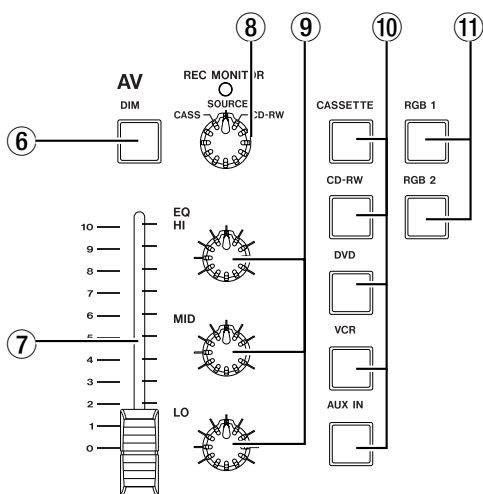 ⑧ ⑨ ⑩ ⑪
AV
REC MONITOR
DIM
SOURCE
CASS
CD-RW
CASSETTE
RGB 1
⑥
CD-RW
RGB 2
EQ
HI
10
9
8
7
6
5
4
3
2
1
0
DVD
⑦
MID
VCR
LO
AUX IN